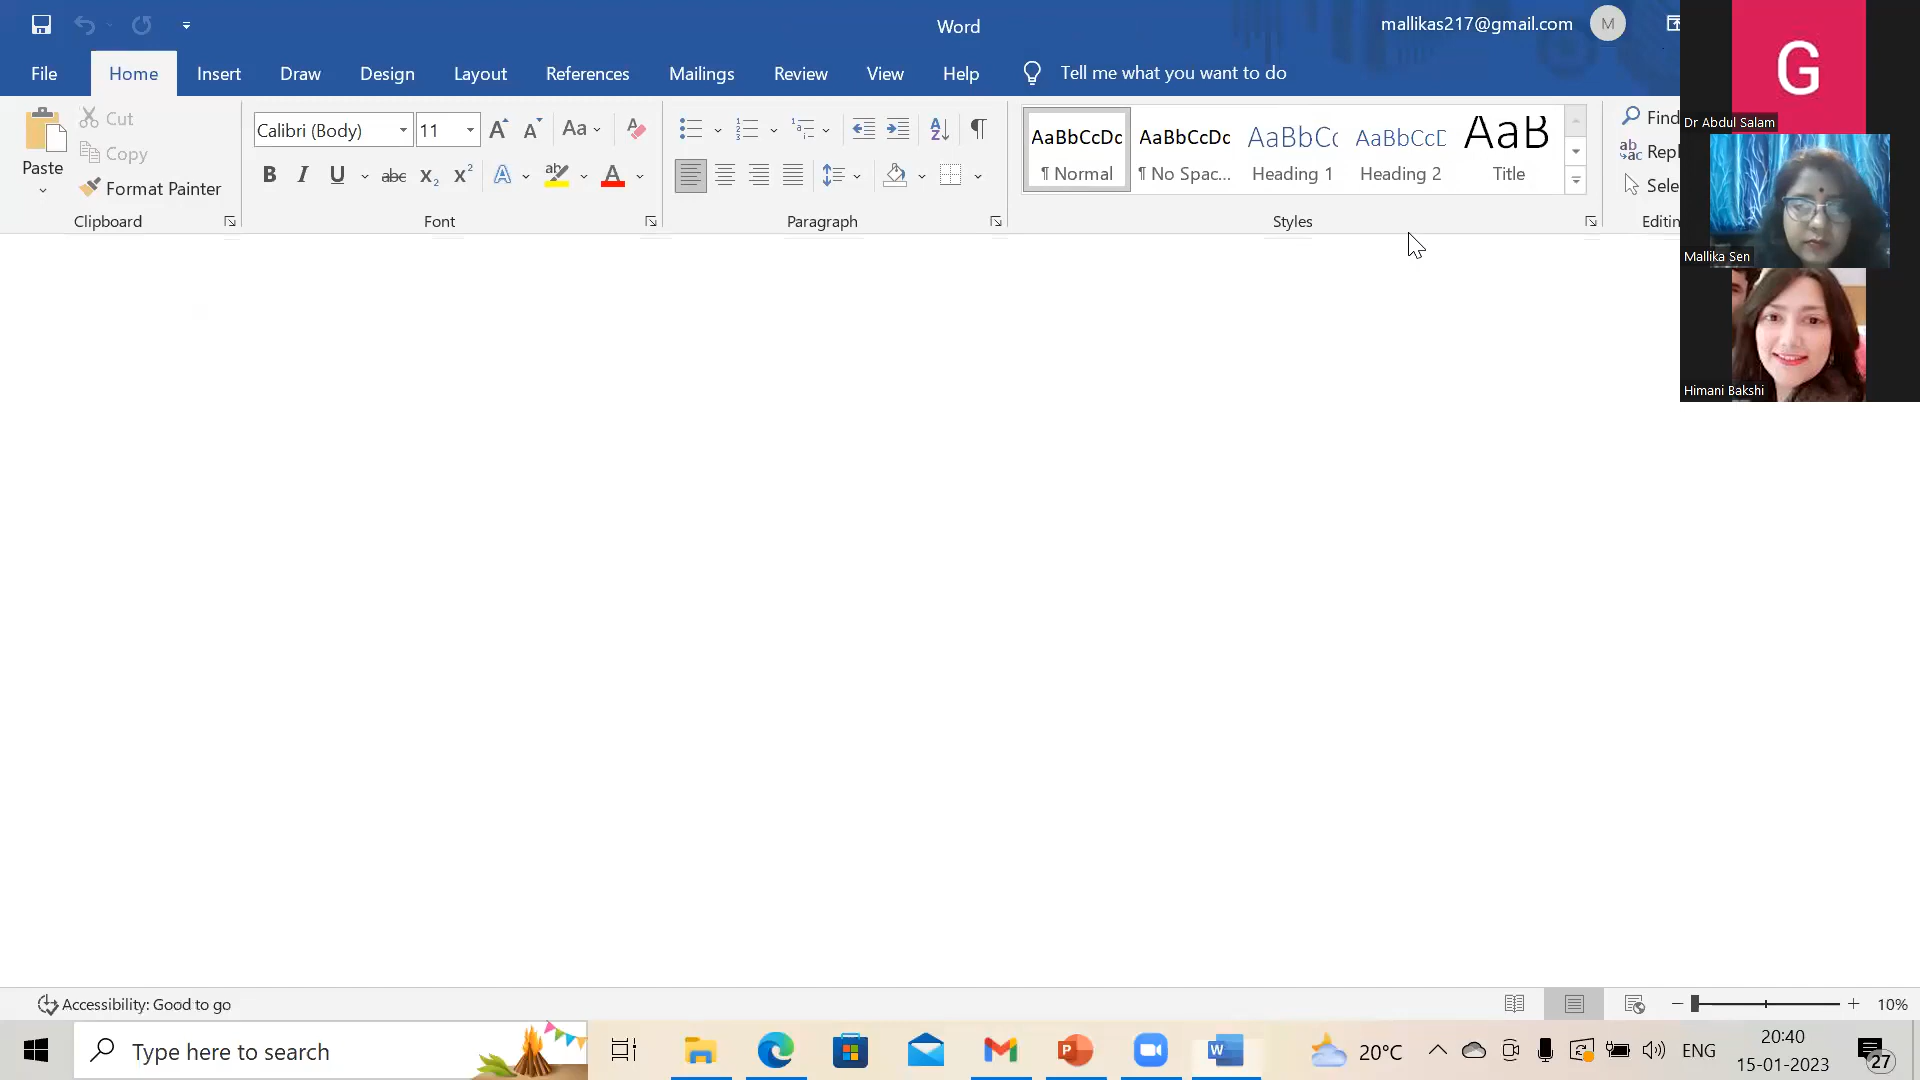 Word
mallikas217@gmail.com
M
File
Home
Insert
Draw
Design
Layout
References
Mailings
Review
View
Help
Tell me what you want to do
Paste
Cut
Copy
Format Painter
Clipboard
Calibri (Body)
11
Font
Paragraph
AaBbCcDc
¶ Normal
AaBbCcDc
¶ No Spac...
AaBbCc
Heading 1
AaBbCcD
Heading 2
AaB
Title
Styles
Find
Repl
Sele
Editin
G
Dr Abdul Salam
Mallika Sen
Himani Bakshi
Accessibility: Good to go
10%
Type here to search
20°C
ENG
20:40
15-01-2023
27